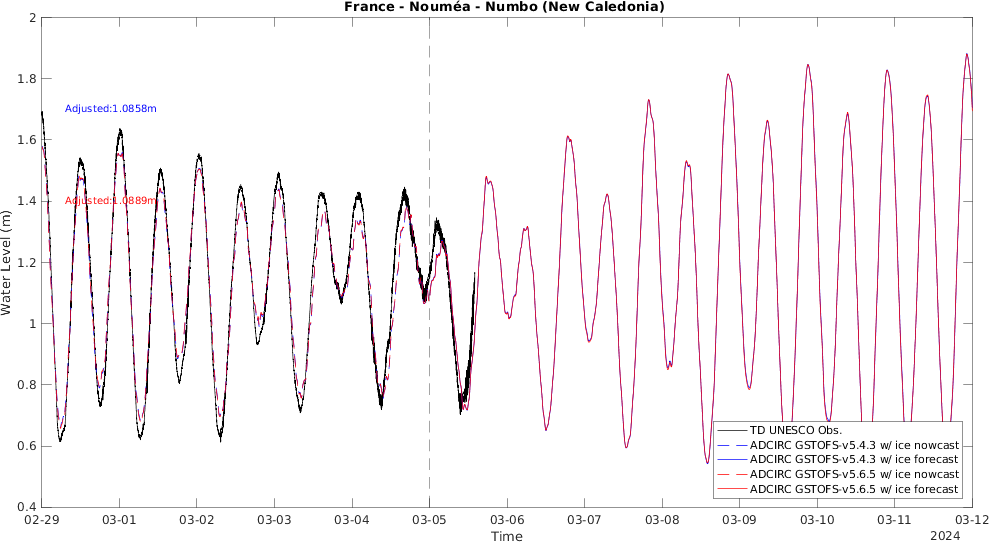 France - Nouméa - Numbo (New Caledonia)
2
1.8
1.6
1.4
1.2
1
0.8
0.6
0.4
Water Level (m)
Adjusted:1.0858m
Adjusted:1.0889m
TD UNESCO Obs.
ADCIRC GSTOFS-v5.4.3 w/ ice nowcast
ADCIRC GSTOFS-v5.4.3 w/ ice forecast
ADCIRC GSTOFS-v5.6.5 w/ ice nowcast
ADCIRC GSTOFS-v5.6.5 w/ ice forecast
02-29 03-01 03-02 03-03 03-04 03-05 03-06 03-07 03-08 03-09 03-10 03-11 03-12
Time
2024